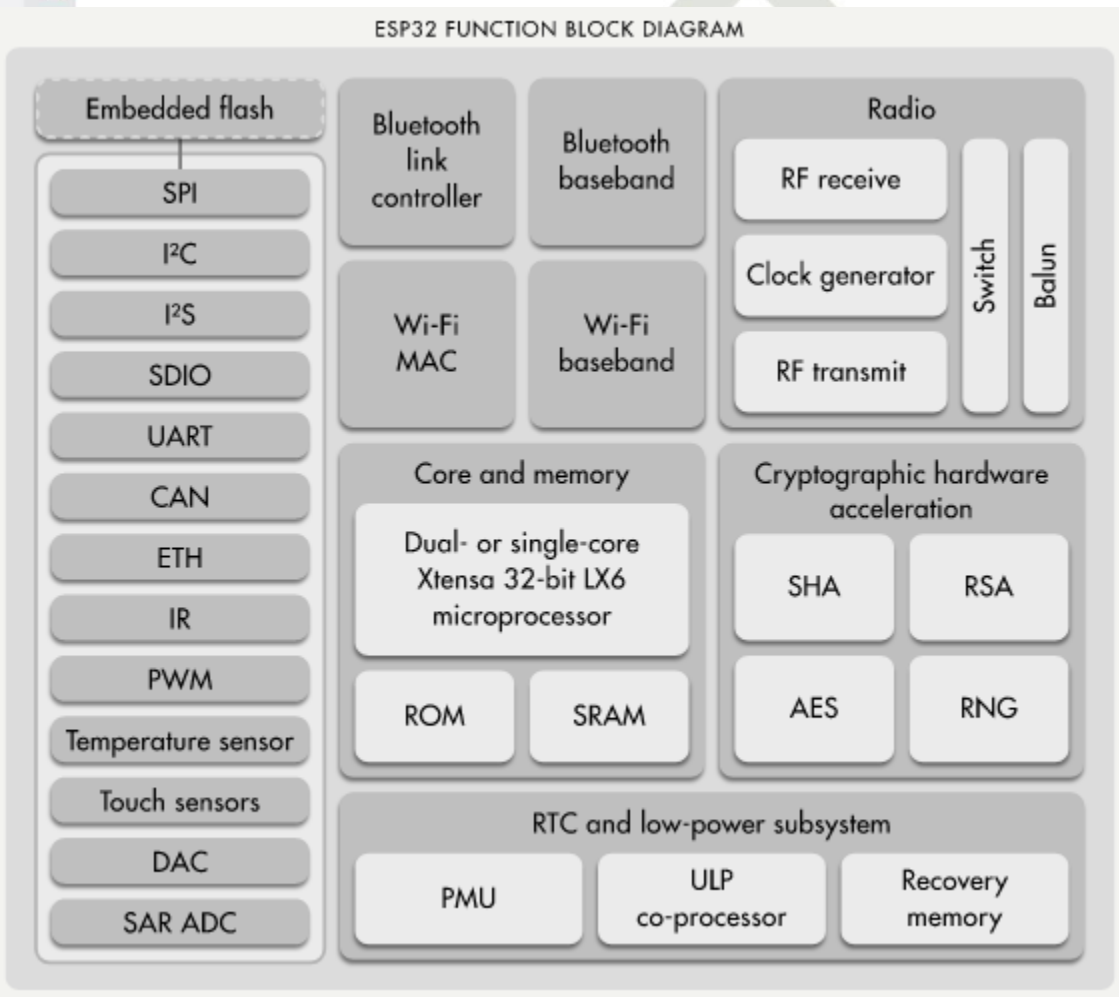 ESP32 FUNCTION BLOCK DIAGRAM
Embedded flash
SPI
I²C
I²S
SDIO
UART
CAN
ETH
IR
PWM
Temperature sensor
Touch sensors
DAC
SAR ADC
Bluetooth
link
controller
Bluetooth
baseband
Wi-Fi
MAC
Wi-Fi
baseband
Radio
RF receive
Clock generator
RF transmit
Switch
Balun
Core and memory
Dual- or single-core
Xtensa 32-bit LX6
microprocessor
ROM
SRAM
Cryptographic hardware
acceleration
SHA
RSA
AES
RNG
RTC and low-power subsystem
PMU
ULP
co-processor
Recovery
memory